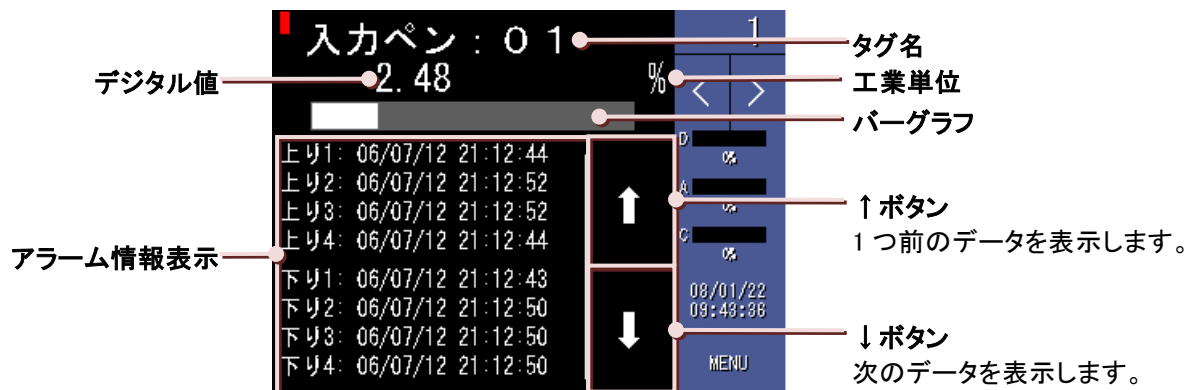 入力ペン:01
2.48 %
上り1: 06/07/12 21:12:44
上り2: 06/07/12 21:12:52
上り3: 06/07/12 21:12:52
上り4: 06/07/12 21:12:44
下り1: 06/07/12 21:12:43
下り2: 06/07/12 21:12:50
下り3: 06/07/12 21:12:50
下り4: 06/07/12 21:12:50
1
< >
D
0%
A
0%
C
0%
08/01/22
09:43:36
MENU
デジタル値
アラーム情報表示
タグ名
工業単位
バーグラフ
↑ボタン
1つ前のデータを表示します。
↓ボタン
次のデータを表示します。